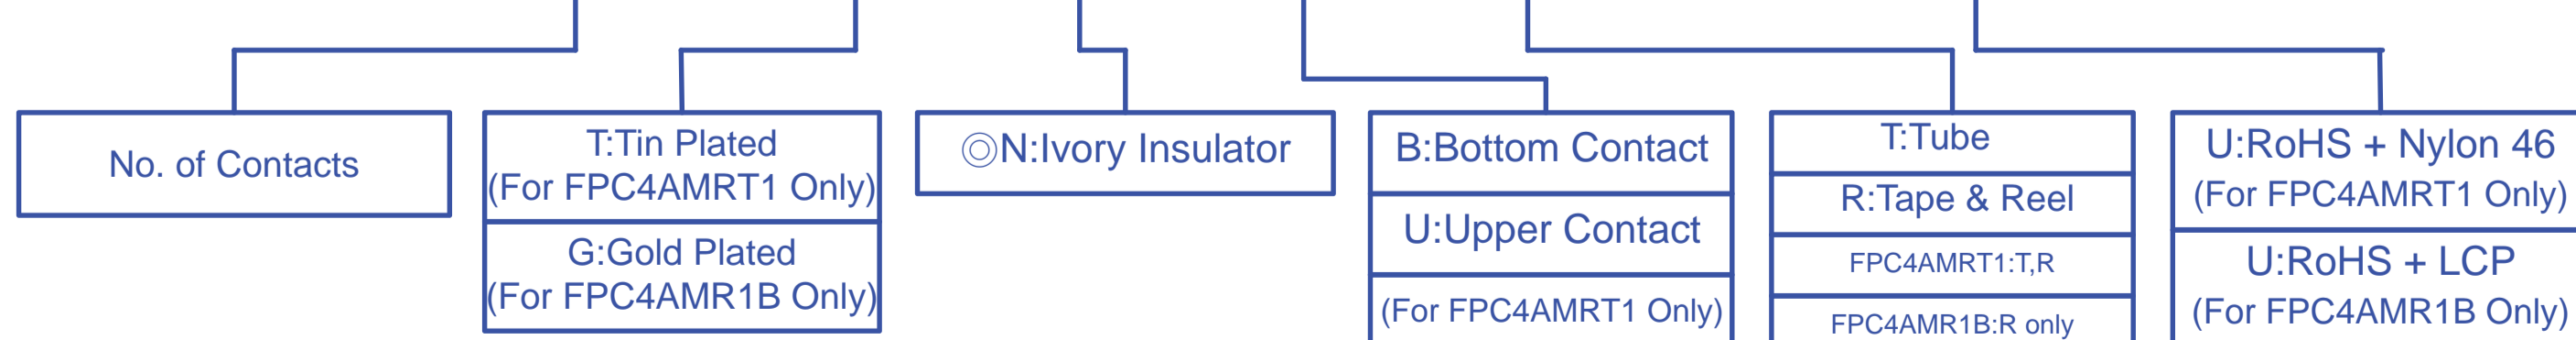 No. of Contacts
T:Tin Plated
(For FPC4AMRT1 Only)
G:Gold Plated
(For FPC4AMR1B Only)
◎N:Ivory Insulator
B:Bottom Contact
U:Upper Contact
(For FPC4AMRT1 Only)
T:Tube
R:Tape & Reel
FPC4AMRT1:T,R
FPC4AMR1B:R only
U:RoHS + Nylon 46
(For FPC4AMRT1 Only)
U:RoHS + LCP
(For FPC4AMR1B Only)